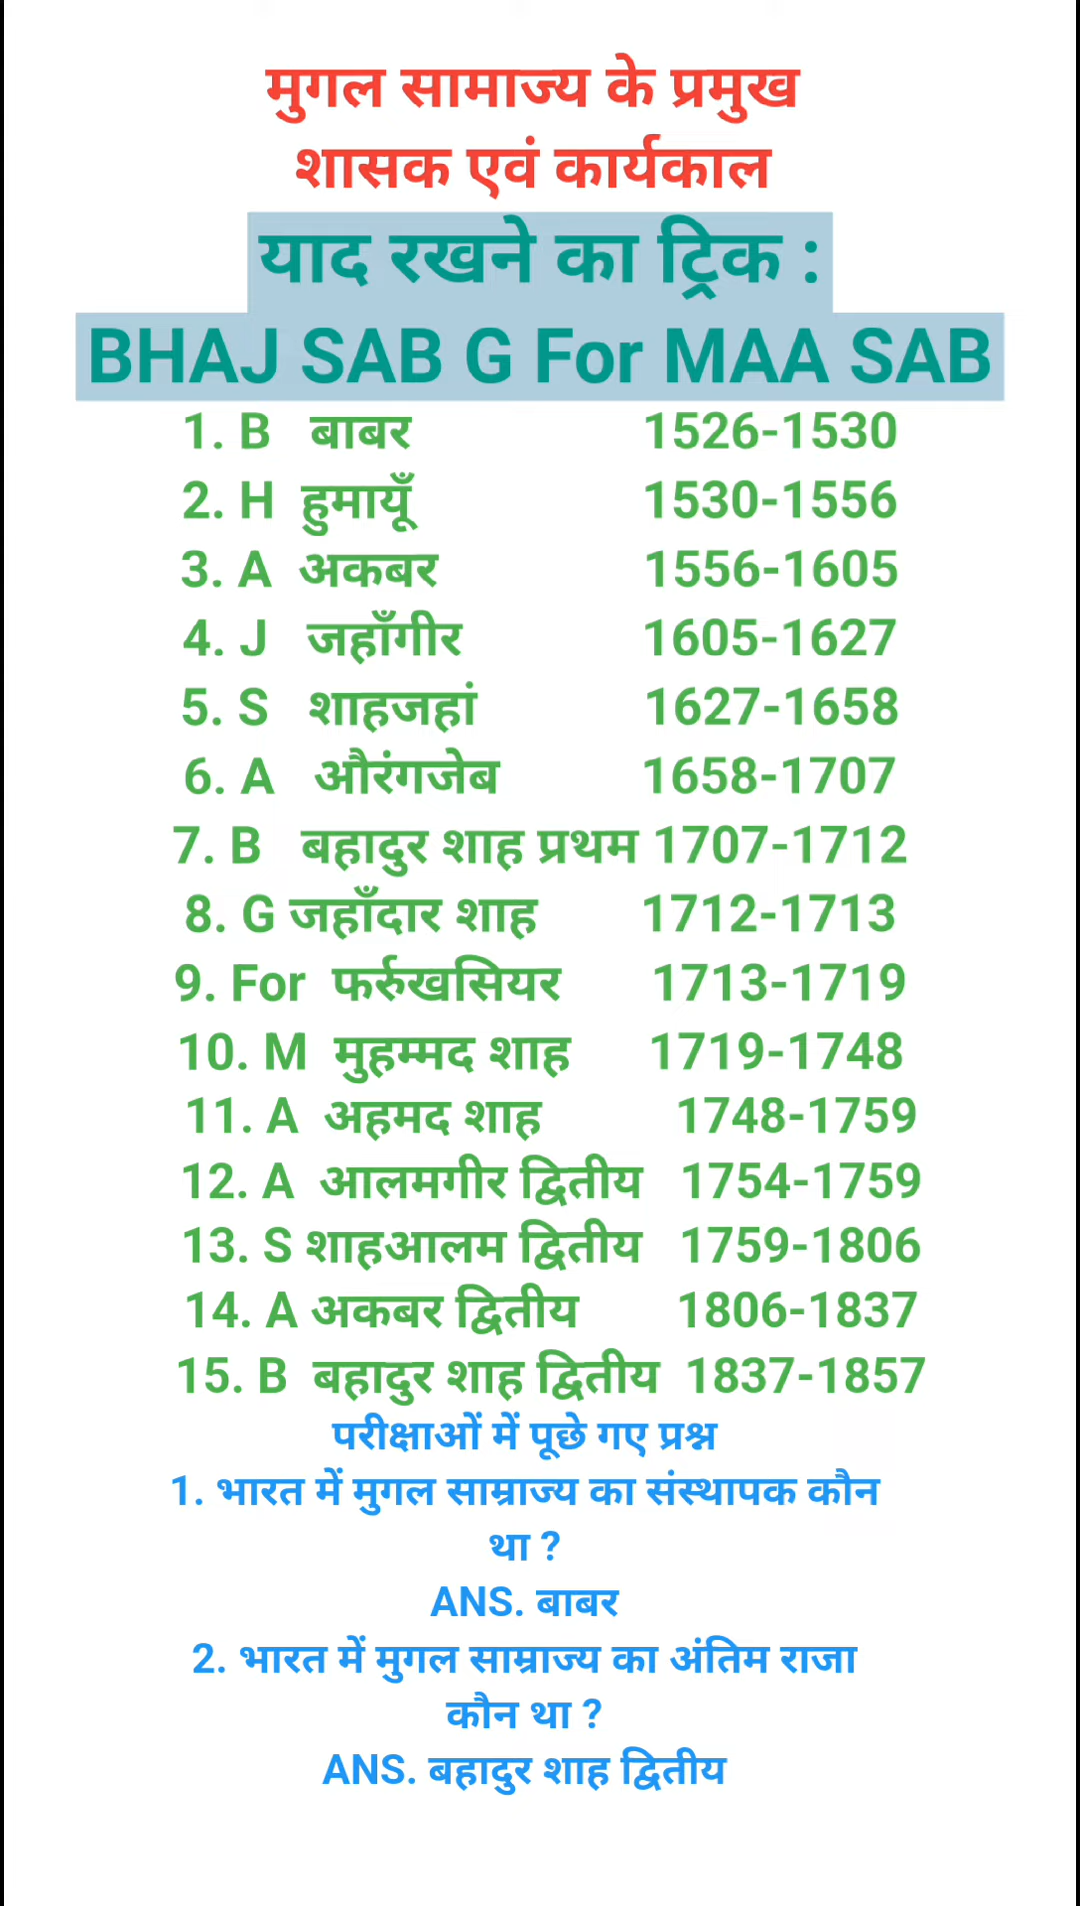 मुगल सामाज्य के प्रमुख
शासक एवं कार्यकाल
याद रखने का ट्रिक :
BHAJ SAB G For MAA SAB
1. B बाबर 1526-1530
2. H हुमायूँ 1530-1556
3. A अकबर 1556-1605
4. J जहाँगीर 1605-1627
5. S शाहजहां 1627-1658
6. A औरंगजेब 1658-1707
7. B बहादुर शाह प्रथम 1707-1712
8. G जहाँदार शाह 1712-1713
9. For फर्रुखसियर 1713-1719
10. M मुहम्मद शाह 1719-1748
11. A अहमद शाह 1748-1759
12. A आलमगीर द्वितीय 1754-1759
13. S शाहआलम द्वितीय 1759-1806
14. A अकबर द्वितीय 1806-1837
15. B बहादुर शाह द्वितीय 1837-1857
परीक्षाओं में पूछे गए प्रश्न
1. भारत में मुगल साम्राज्य का संस्थापक कौन
था ?
ANS. बाबर
2. भारत में मुगल साम्राज्य का अंतिम राजा
कौन था ?
ANS. बहादुर शाह द्वितीय